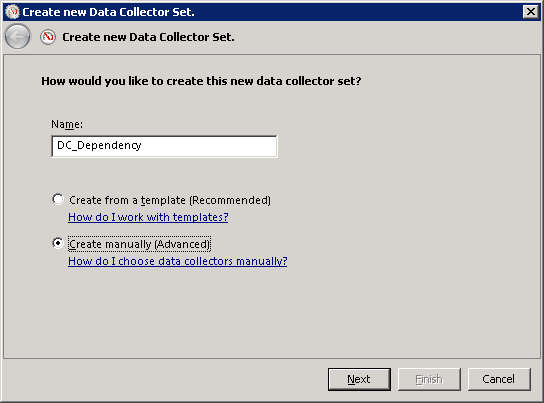 Create new Data Collector Set.
Create new Data Collector Set.
How would you like to create this new data collector set?
Name:
DC_Dependency
Create from a template (Recommended)
How do I work with templates?
Create manually (Advanced)
How do I choose data collectors manually?
Next
Finish
Cancel